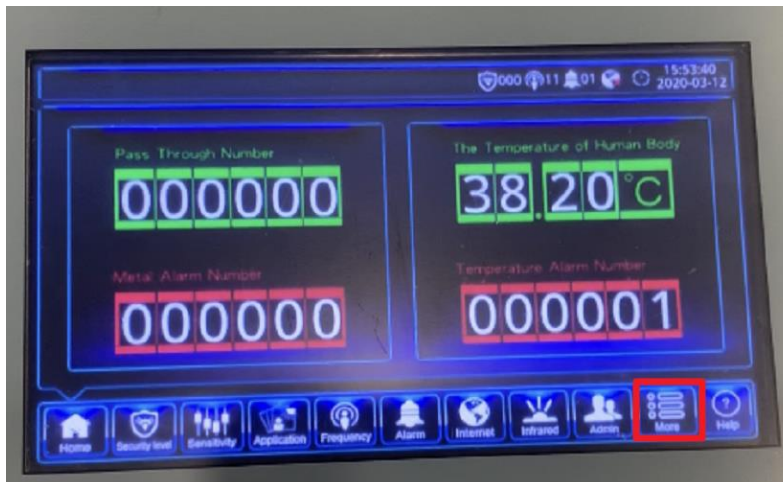 000 11 01 15:53:40
2020-03-12
Pass Through Number
000000
The Temperature of Human Body
38.20°C
Metal Alarm Number
000000
Temperature Alarm Number
000001
Home
Security level
Sensitivity
Application
Frequency
Alarm
Internet
Infrared
Admin
More
Help